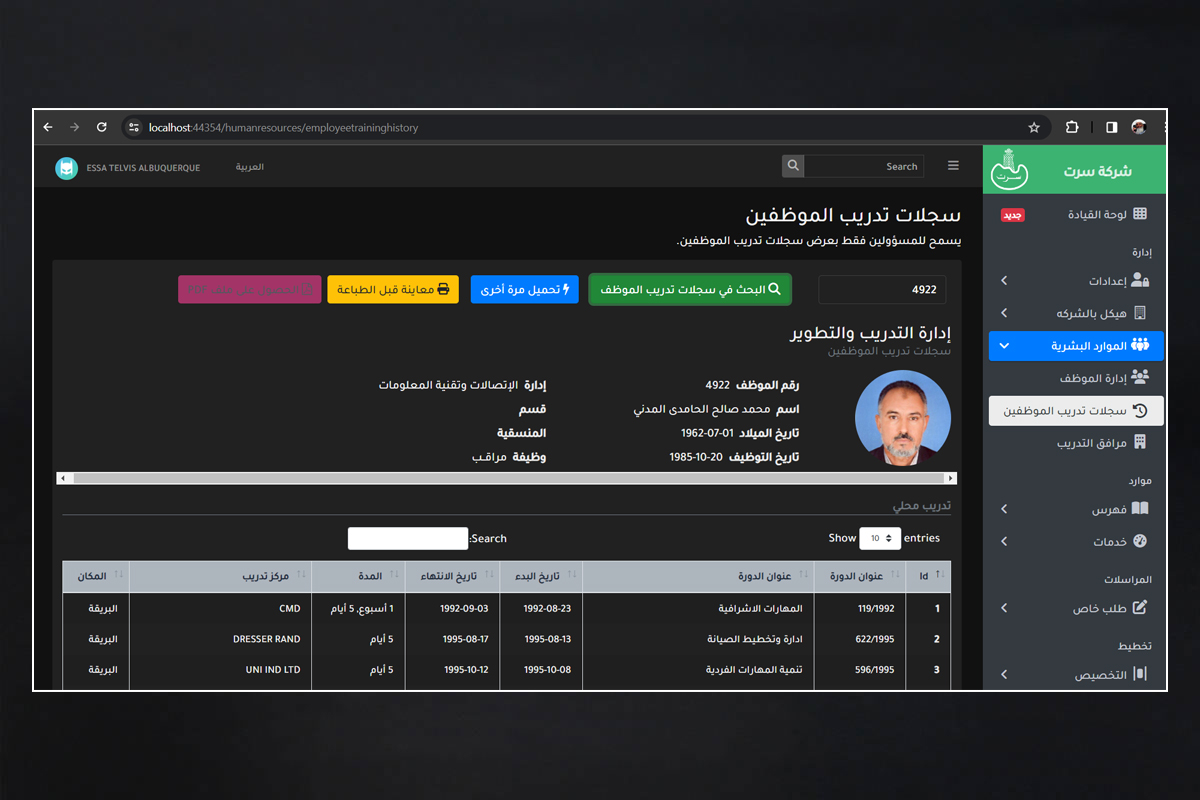 localhost:44354/humanresources/employeetraininghistory
ESSA TELVIS ALBUQUERQUE
العربية
Search
شركة سرت
سرت
لوحة القيادة
جديد
إدارة
إعدادات
هيكل بالشركه
الموارد البشرية
إدارة الموظف
سجلات تدريب الموظفين
مرافق التدريب
موارد
فهرس
خدمات
المراسلات
طلب خاص
تخطيط
التخصيص
سجلات تدريب الموظفين
يسمح للمسؤولين فقط بعرض سجلات تدريب الموظفين.
4922
البحث في سجلات تدريب الموظف
تحميل مرة أخرى
معاينة قبل الطباعة
إدارة التدريب والتطوير
سجلات تدريب الموظفين
رقم الموظف 4922
إدارة الإتصالات وتقنية المعلومات
اسم محمد صالح الحامدى المدني
قسم
تاريخ الميلاد 1962-07-01
المنسقية
تاريخ التوظيف 1985-10-20
وظيفة مراقب
تدريب محلي
Show 10 entries
Search:
Id عنوان الدورة عنوان الدورة تاريخ البدء تاريخ الانتهاء المدة مركز تدريب المكان
1 119/1992 المهارات الاشرافية 1992-08-23 1992-09-03 1 أسبوع, 5 أيام CMD البريقة
2 622/1995 ادارة وتخطيط الصيانة 1995-08-13 1995-08-17 5 أيام DRESSER RAND البريقة
3 596/1995 تنمية المهارات الفردية 1995-10-08 1995-10-12 5 أيام UNI IND LTD البريقة